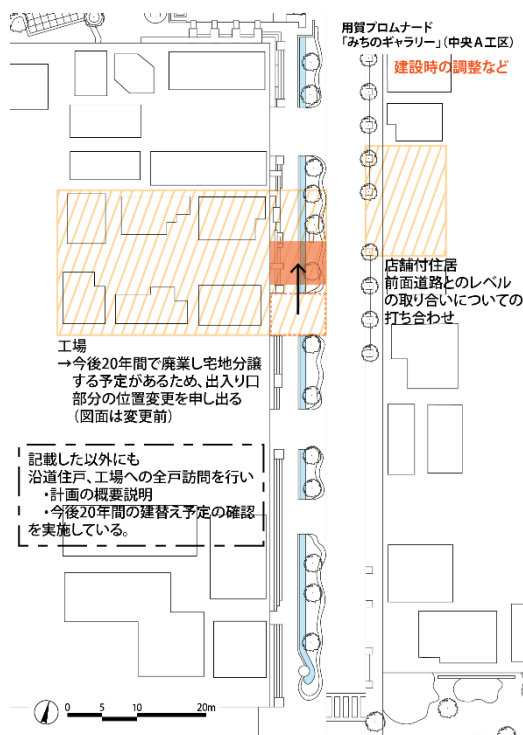 用賀プロムナード
「みちのギャラリー」(中央A工区)
建設時の調整など
店舗付住居
前面道路とのレベル
の取り合いについての
打ち合わせ
工場
→今後20年間で廃業し宅地分譲
する予定があるため、出入り口
部分の位置変更を申し出る
(図面は変更前)
記載した以外にも
沿道住戸、工場への全戸訪問を行い
・計画の概要説明
・今後20年間の建替え予定の確認
を実施している。
0 5 10 20m